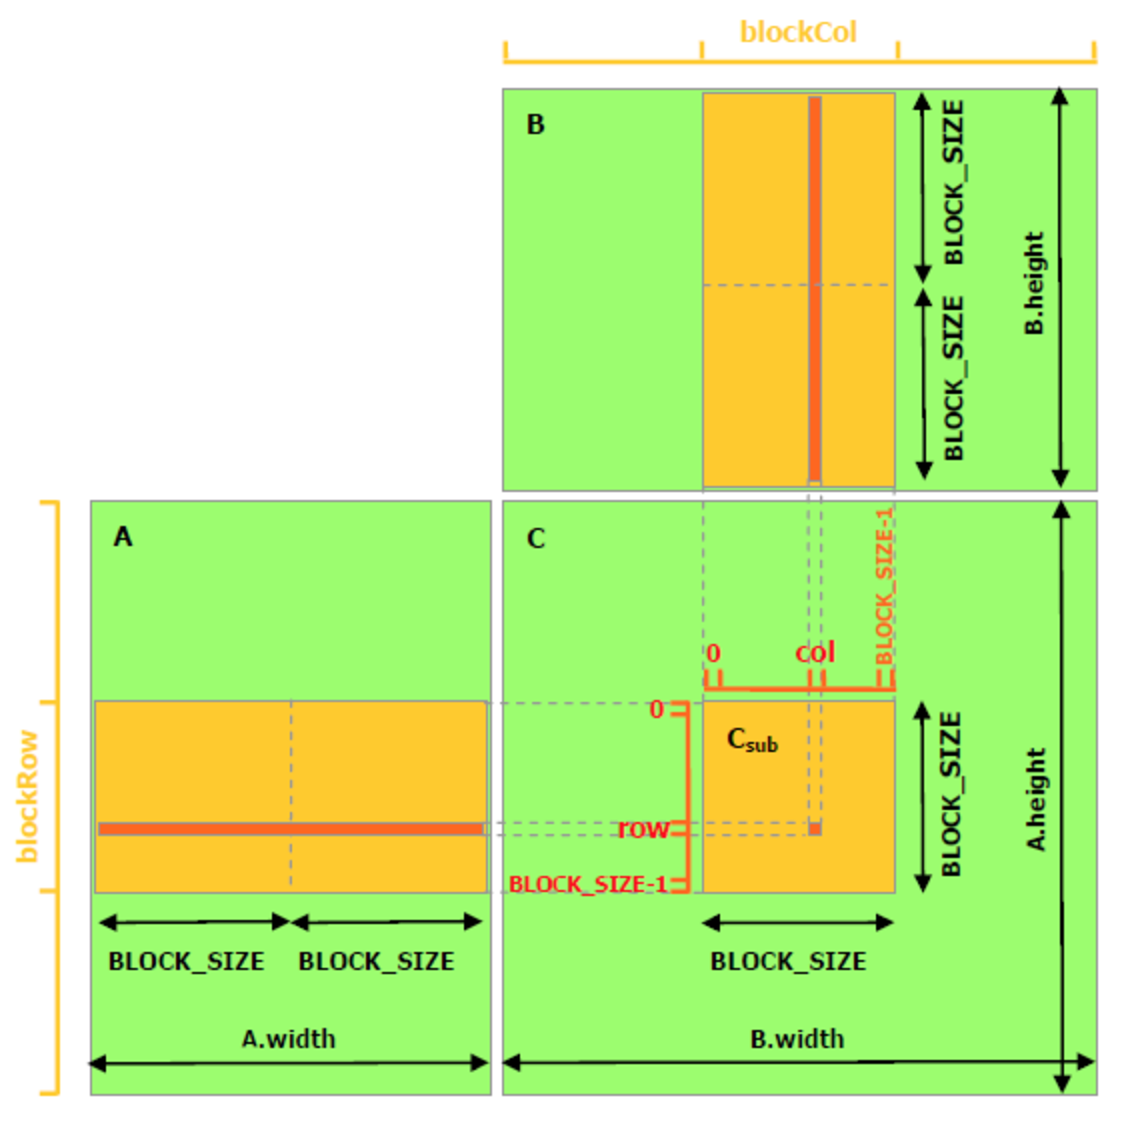 blockCol
B
BLOCK_SIZE
BLOCK_SIZE
B.height
A
C
BLOCK_SIZE-1
0
col
0
Csub
row
BLOCK_SIZE-1
BLOCK_SIZE
A.height
blockRow
BLOCK_SIZE
BLOCK_SIZE
BLOCK_SIZE
A.width
B.width